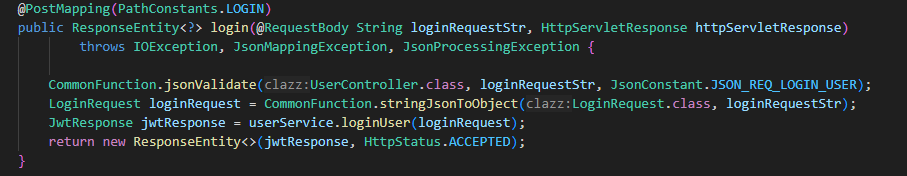 @PostMapping(PathConstants.LOGIN)
public ResponseEntity<?> login(@RequestBody String loginRequestStr, HttpServletResponse httpServletResponse)
        throws IOException, JsonMappingException, JsonProcessingException {

    CommonFunction.jsonValidate(clazz:UserController.class, loginRequestStr, JsonConstant.JSON_REQ_LOGIN_USER);
    LoginRequest loginRequest = CommonFunction.stringJsonToObject(clazz:LoginRequest.class, loginRequestStr);
    JwtResponse jwtResponse = userService.loginUser(loginRequest);
    return new ResponseEntity<>(jwtResponse, HttpStatus.ACCEPTED);
}